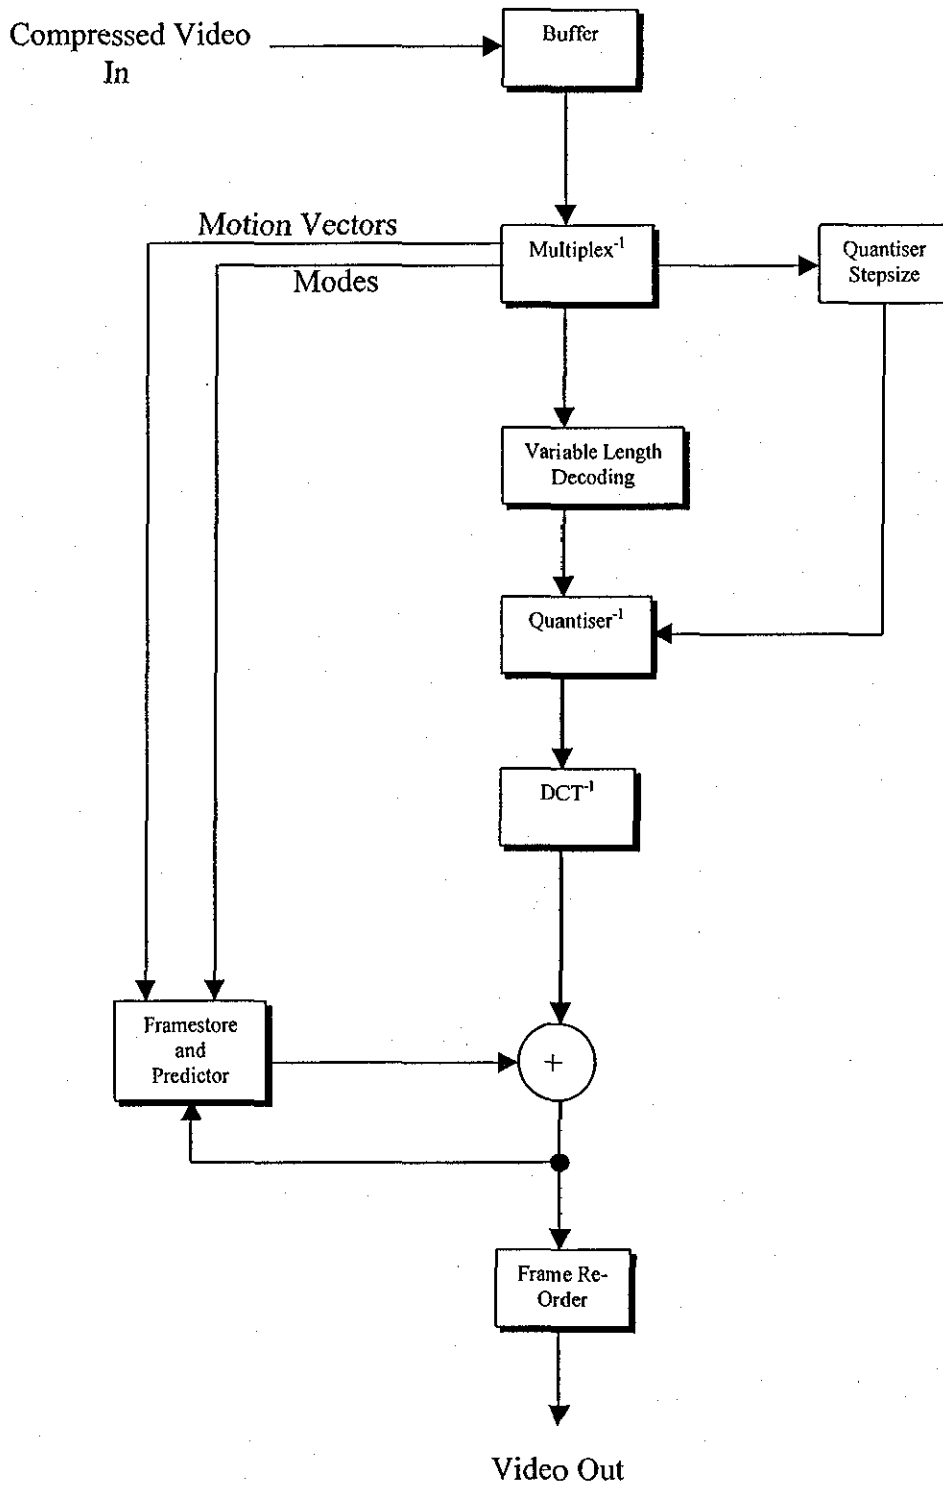 Compressed Video
In
Buffer
Motion Vectors
Modes
Multiplex⁻¹
Quantiser
Stepsize
Variable Length
Decoding
Quantiser⁻¹
DCT⁻¹
Framestore
and
Predictor
+
Frame Re-
Order
Video Out